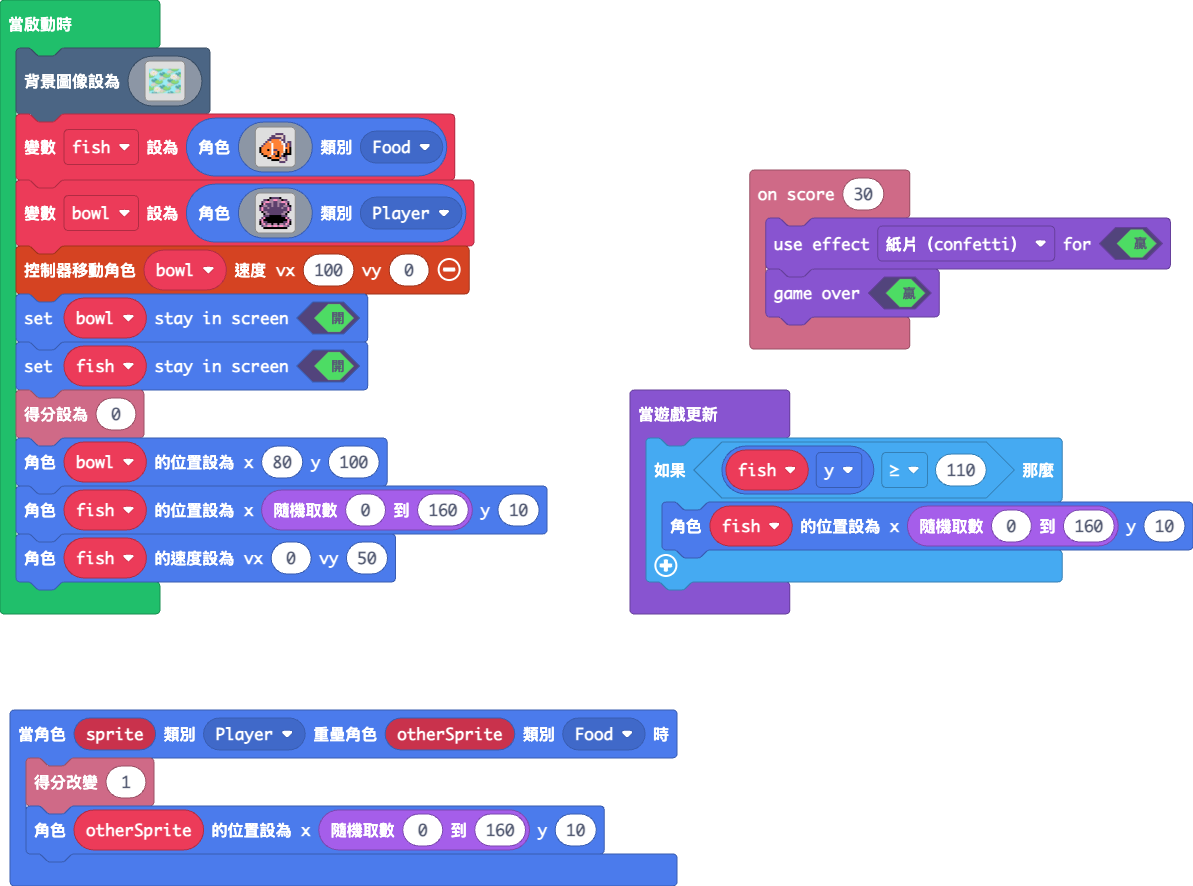 當啟動時
背景圖像設為
變數 fish 設為 角色 類別 Food
變數 bowl 設為 角色 類別 Player
控制器移動角色 bowl 速度 vx 100 vy 0
set bowl stay in screen 開
set fish stay in screen 開
得分設為 0
角色 bowl 的位置設為 x 80 y 100
角色 fish 的位置設為 x 隨機取數 0 到 160 y 10
角色 fish 的速度設為 vx 0 vy 50
on score 30
use effect 紙片 (confetti) for 贏
game over 贏
當遊戲更新
如果 fish y ≥ 110 那麼
角色 fish 的位置設為 x 隨機取數 0 到 160 y 10
當角色 sprite 類別 Player 重疊角色 otherSprite 類別 Food 時
得分改變 1
角色 otherSprite 的位置設為 x 隨機取數 0 到 160 y 10